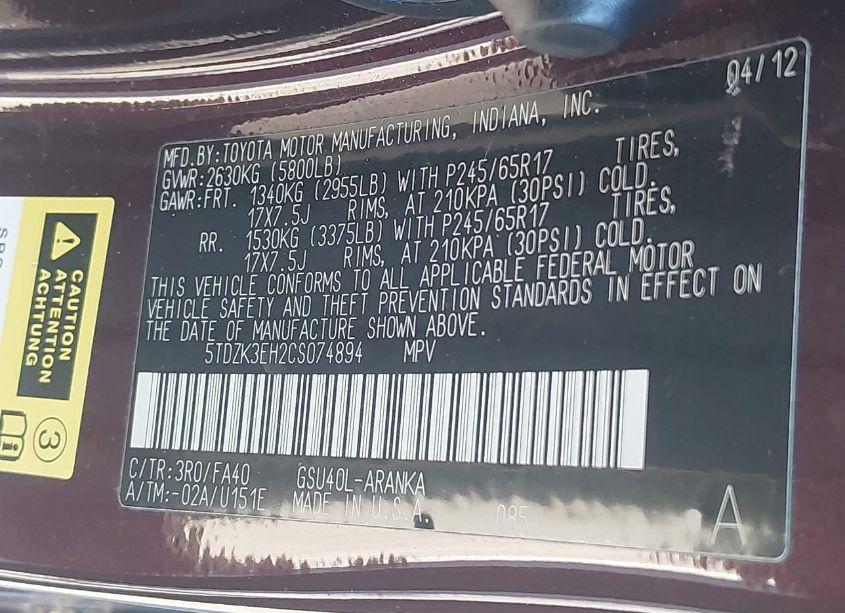 04/12
MFD. BY: TOYOTA MOTOR MANUFACTURING, INDIANA, INC.
GVWR: 2630KG (5800LB)
GAWR: FRT. 1340KG (2955LB) WITH P245/65R17 TIRES,
17X7.5J RIMS, AT 210KPA (30PSI) COLD.
RR. 1530KG (3375LB) WITH P245/65R17 TIRES,
17X7.5J RIMS, AT 210KPA (30PSI) COLD.
THIS VEHICLE CONFORMS TO ALL APPLICABLE FEDERAL MOTOR
VEHICLE SAFETY AND THEFT PREVENTION STANDARDS IN EFFECT ON
THE DATE OF MANUFACTURE SHOWN ABOVE.
5TDZK3EH2CS074894 MPV
C/TR: 3R0/FA40 GSU40L-ARANKA
A/TM: -02A/U151E MADE IN U.S.A. 085
A
CAUTION
ATTENTION
ACHTUNG
3